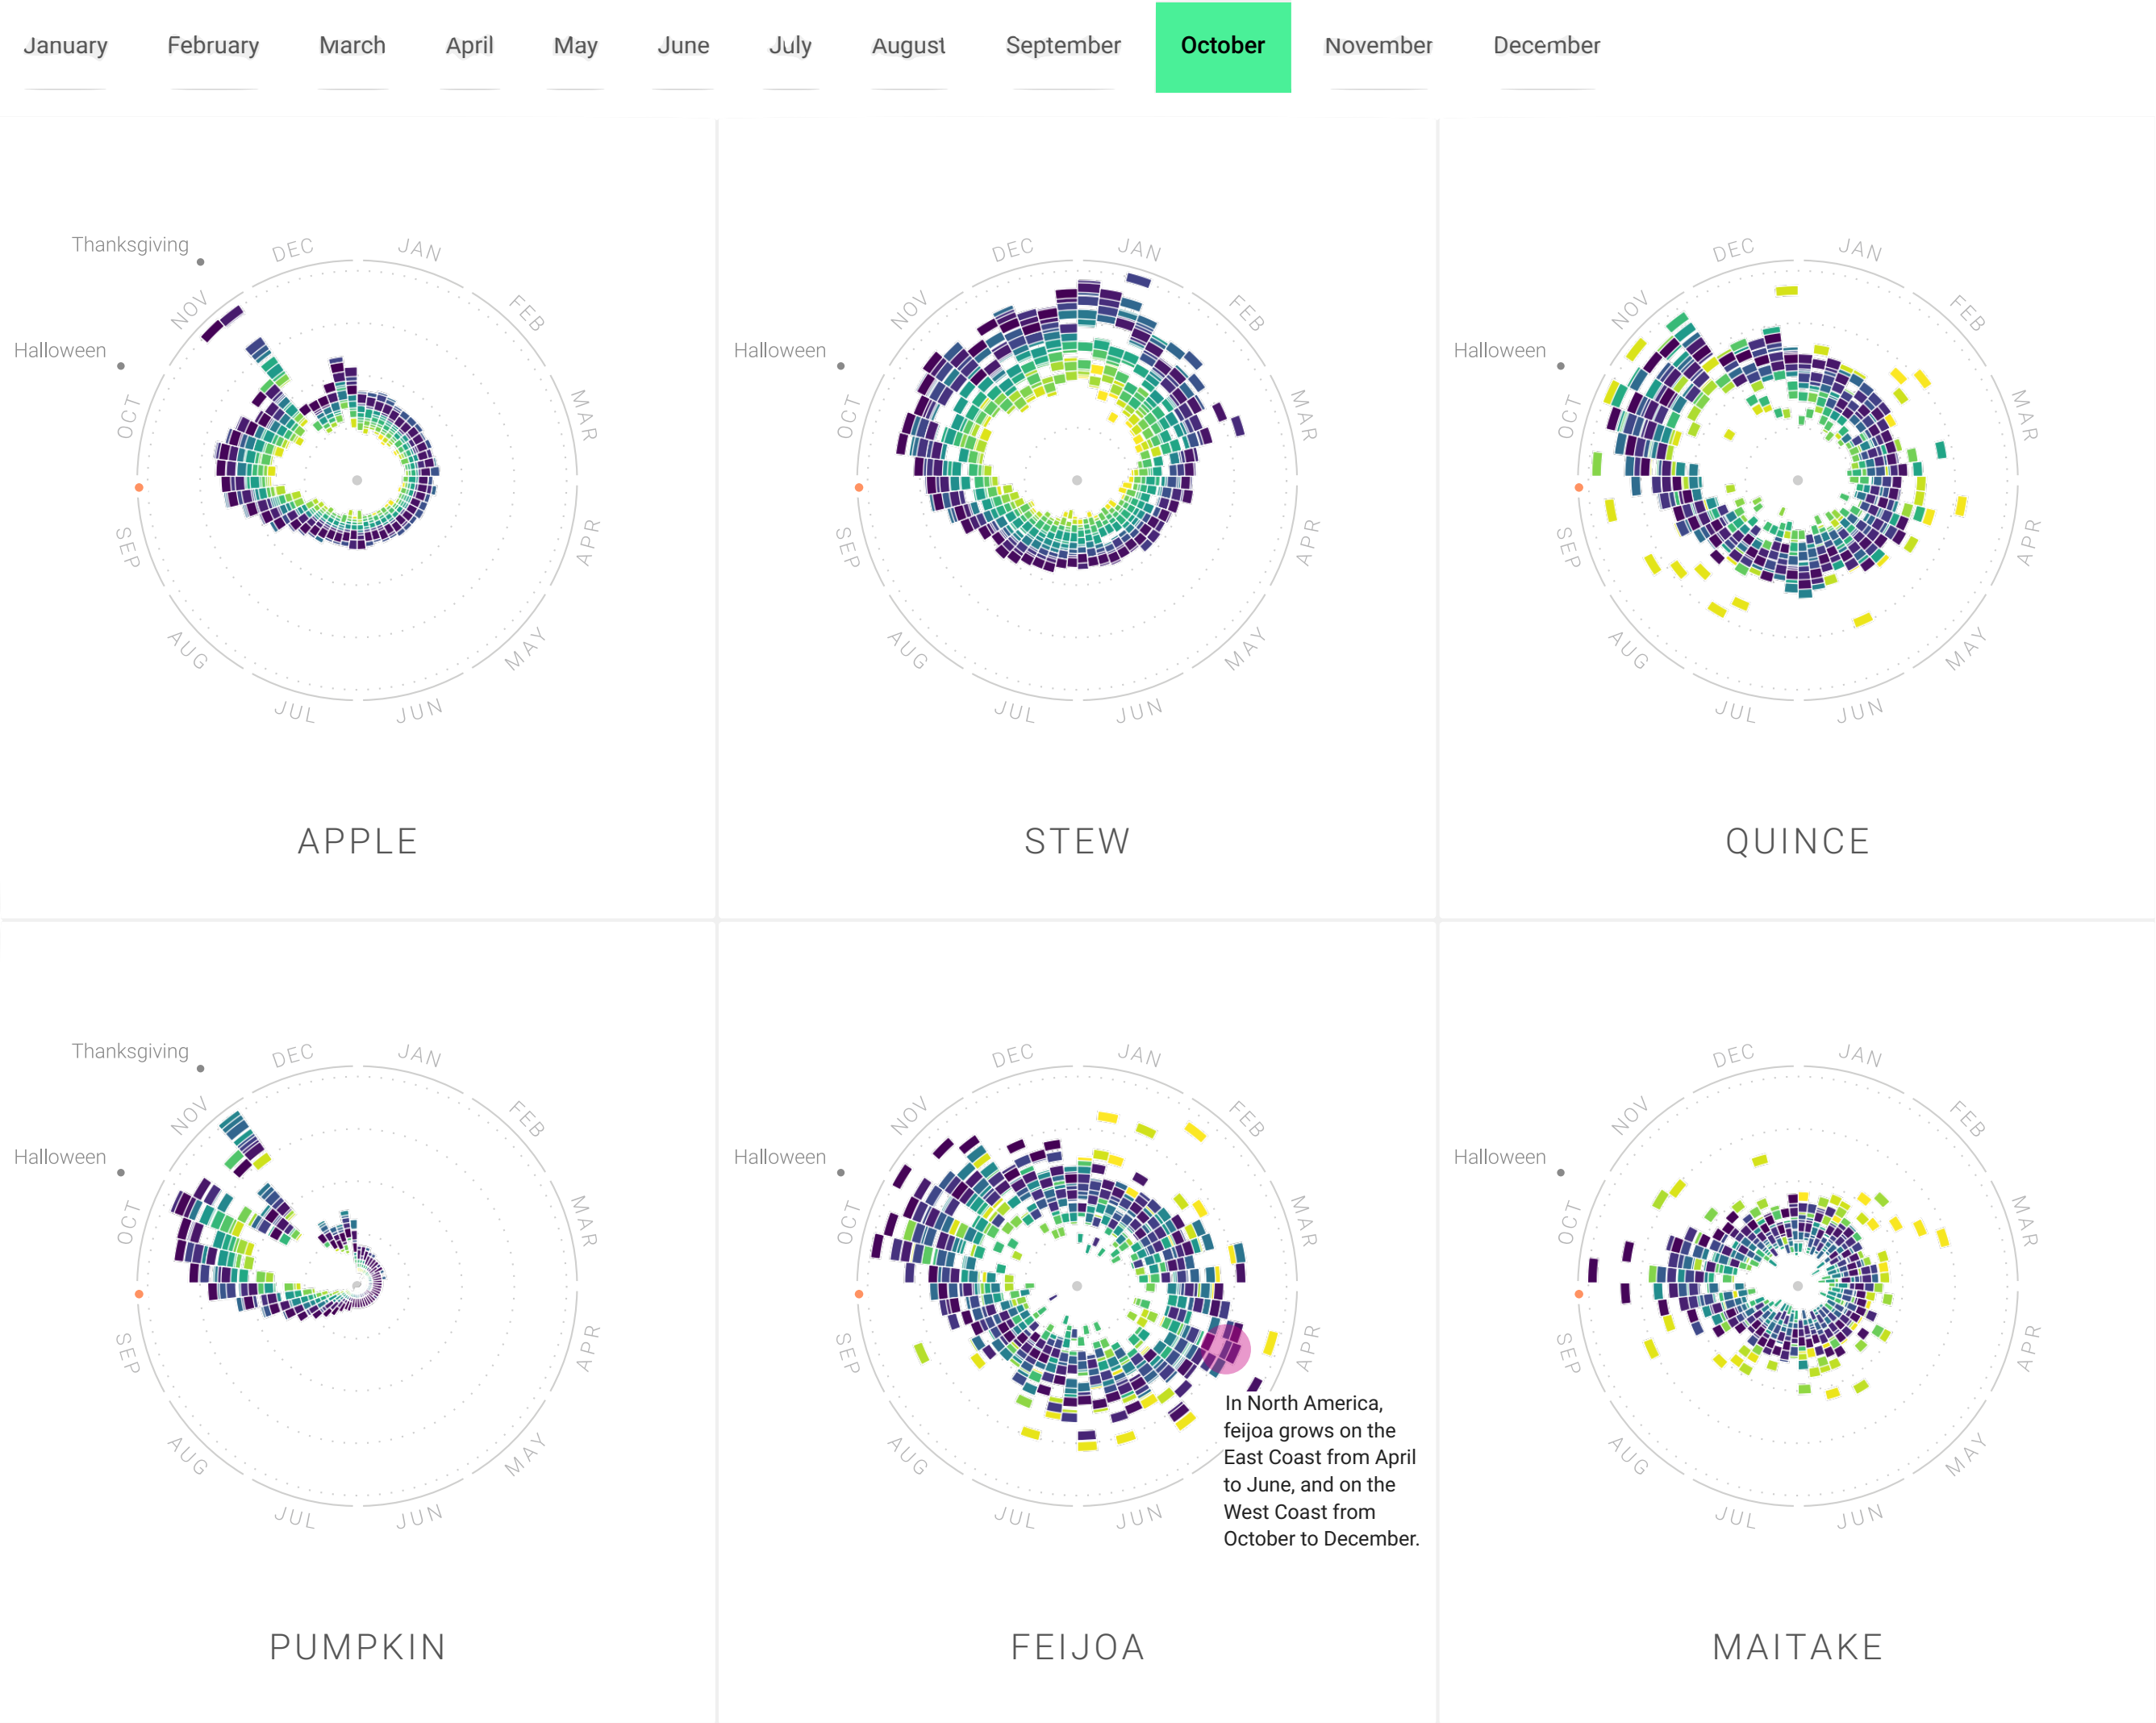 January February March April May June July August September October November December
Thanksgiving
Halloween
DEC JAN
NOV FEB
OCT MAR
SEP APR
AUG MAY
JUL JUN
APPLE
Halloween
DEC JAN
NOV FEB
OCT MAR
SEP APR
AUG MAY
JUL JUN
STEW
Halloween
DEC JAN
NOV FEB
OCT MAR
SEP APR
AUG MAY
JUL JUN
QUINCE
Thanksgiving
Halloween
DEC JAN
NOV FEB
OCT MAR
SEP APR
AUG MAY
JUL JUN
PUMPKIN
Halloween
DEC JAN
NOV FEB
OCT MAR
SEP APR
AUG
JUL JUN
In North America,
feijoa grows on the
East Coast from April
to June, and on the
West Coast from
October to December.
FEIJOA
Halloween
DEC JAN
NOV FEB
OCT MAR
SEP APR
AUG MAY
JUL JUN
MAITAKE